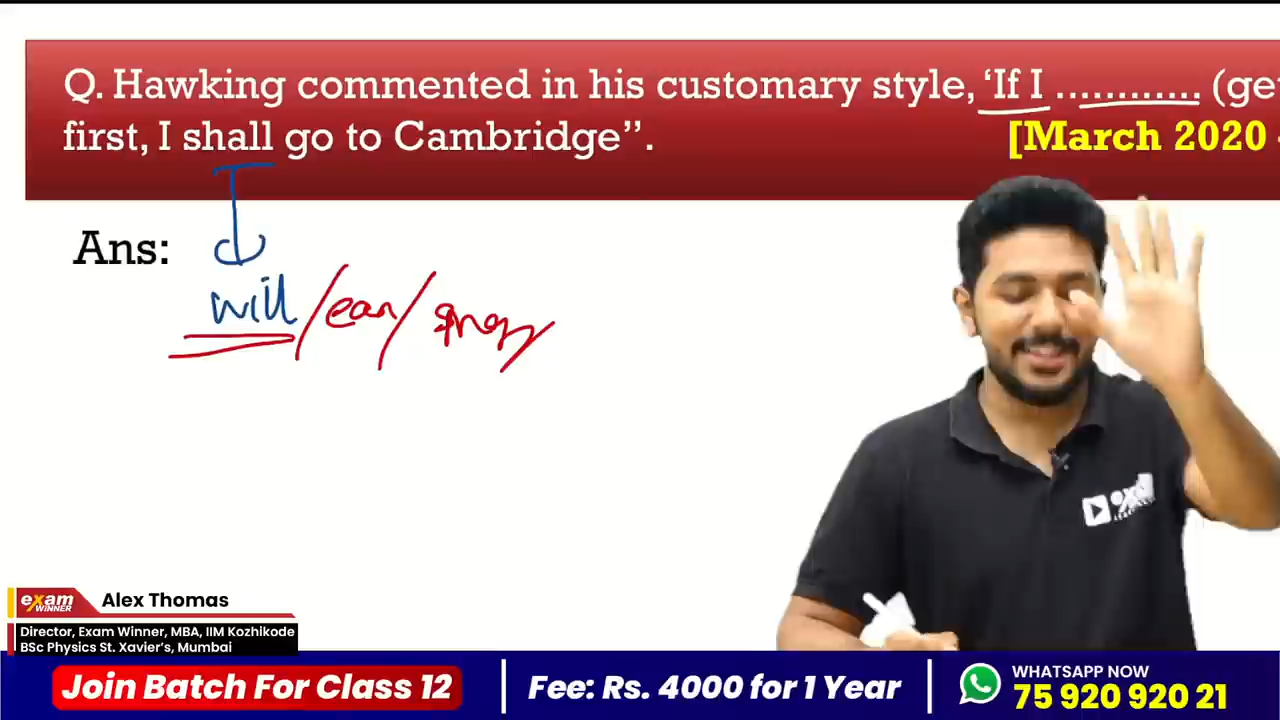 Q. Hawking commented in his customary style, ‘If I ............ (ge
first, I shall go to Cambridge”.
[March 2020
Ans:
will / can /
exam
WINNER
Alex Thomas
Director, Exam Winner, MBA, IIM Kozhikode
BSc Physics St. Xavier’s, Mumbai
Join Batch For Class 12
Fee: Rs. 4000 for 1 Year
WHATSAPP NOW
75 920 920 21